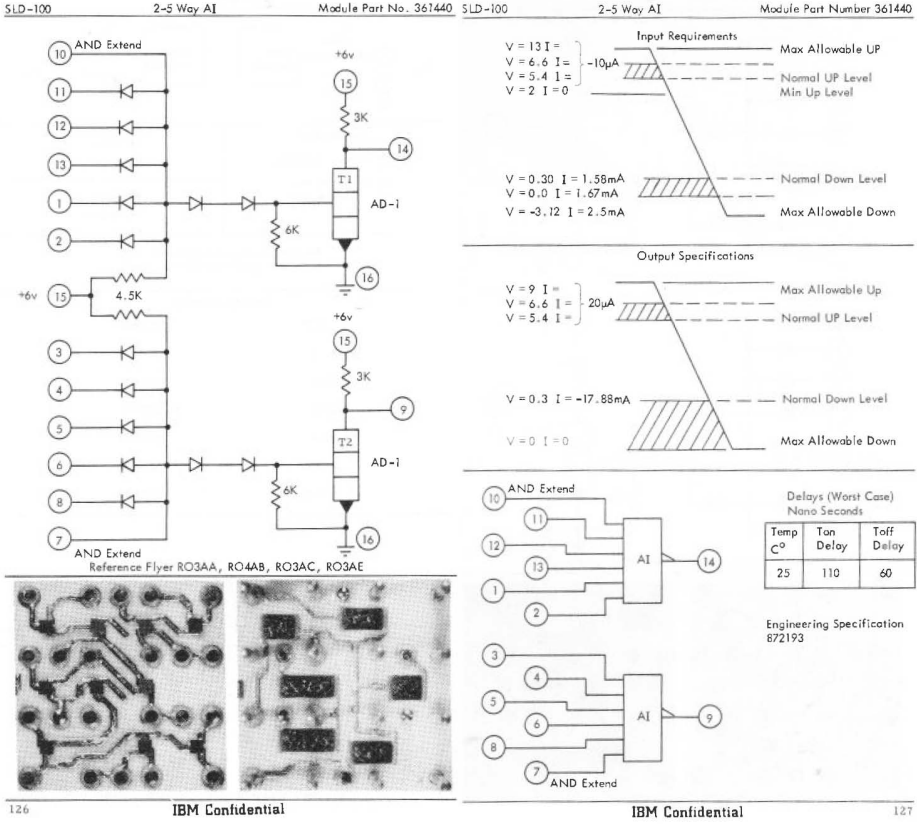 SLD-100 2-5 Way AI Module Part No. 361440
10 AND Extend
11
12
13
1
2
+6v
15
3K
14
T1
AD-1
6K
16
+6v 15 4.5K
+6v
15
3K
9
T2
AD-1
6K
16
3
4
5
6
8
7
AND Extend
Reference Flyer RO3AA, RO4AB, RO3AC, RO3AE
126 IBM Confidential
SLD-100 2-5 Way AI Module Part Number 361440
Input Requirements
V = 13 I = Max Allowable UP
V = 6.6 I = -10µA
V = 5.4 I = Normal UP Level
V = 2 I = 0 Min Up Level
V = 0.30 I = 1.58mA Normal Down Level
V = 0.0 I = 1.67mA
V = -3.12 I = 2.5mA Max Allowable Down
Output Specifications
V = 9 I = Max Allowable Up
V = 6.6 I = 20µA
V = 5.4 I = Normal UP Level
V = 0.3 I = -17.88mA Normal Down Level
V = 0 I = 0 Max Allowable Down
10 AND Extend
11
12
13
1
2
AI
14
3
4
5
6
8
7
AND Extend
AI
9
Delays (Worst Case)
Nano Seconds
Temp Ton Toff
C° Delay Delay
25 110 60
Engineering Specification
872193
IBM Confidential 127